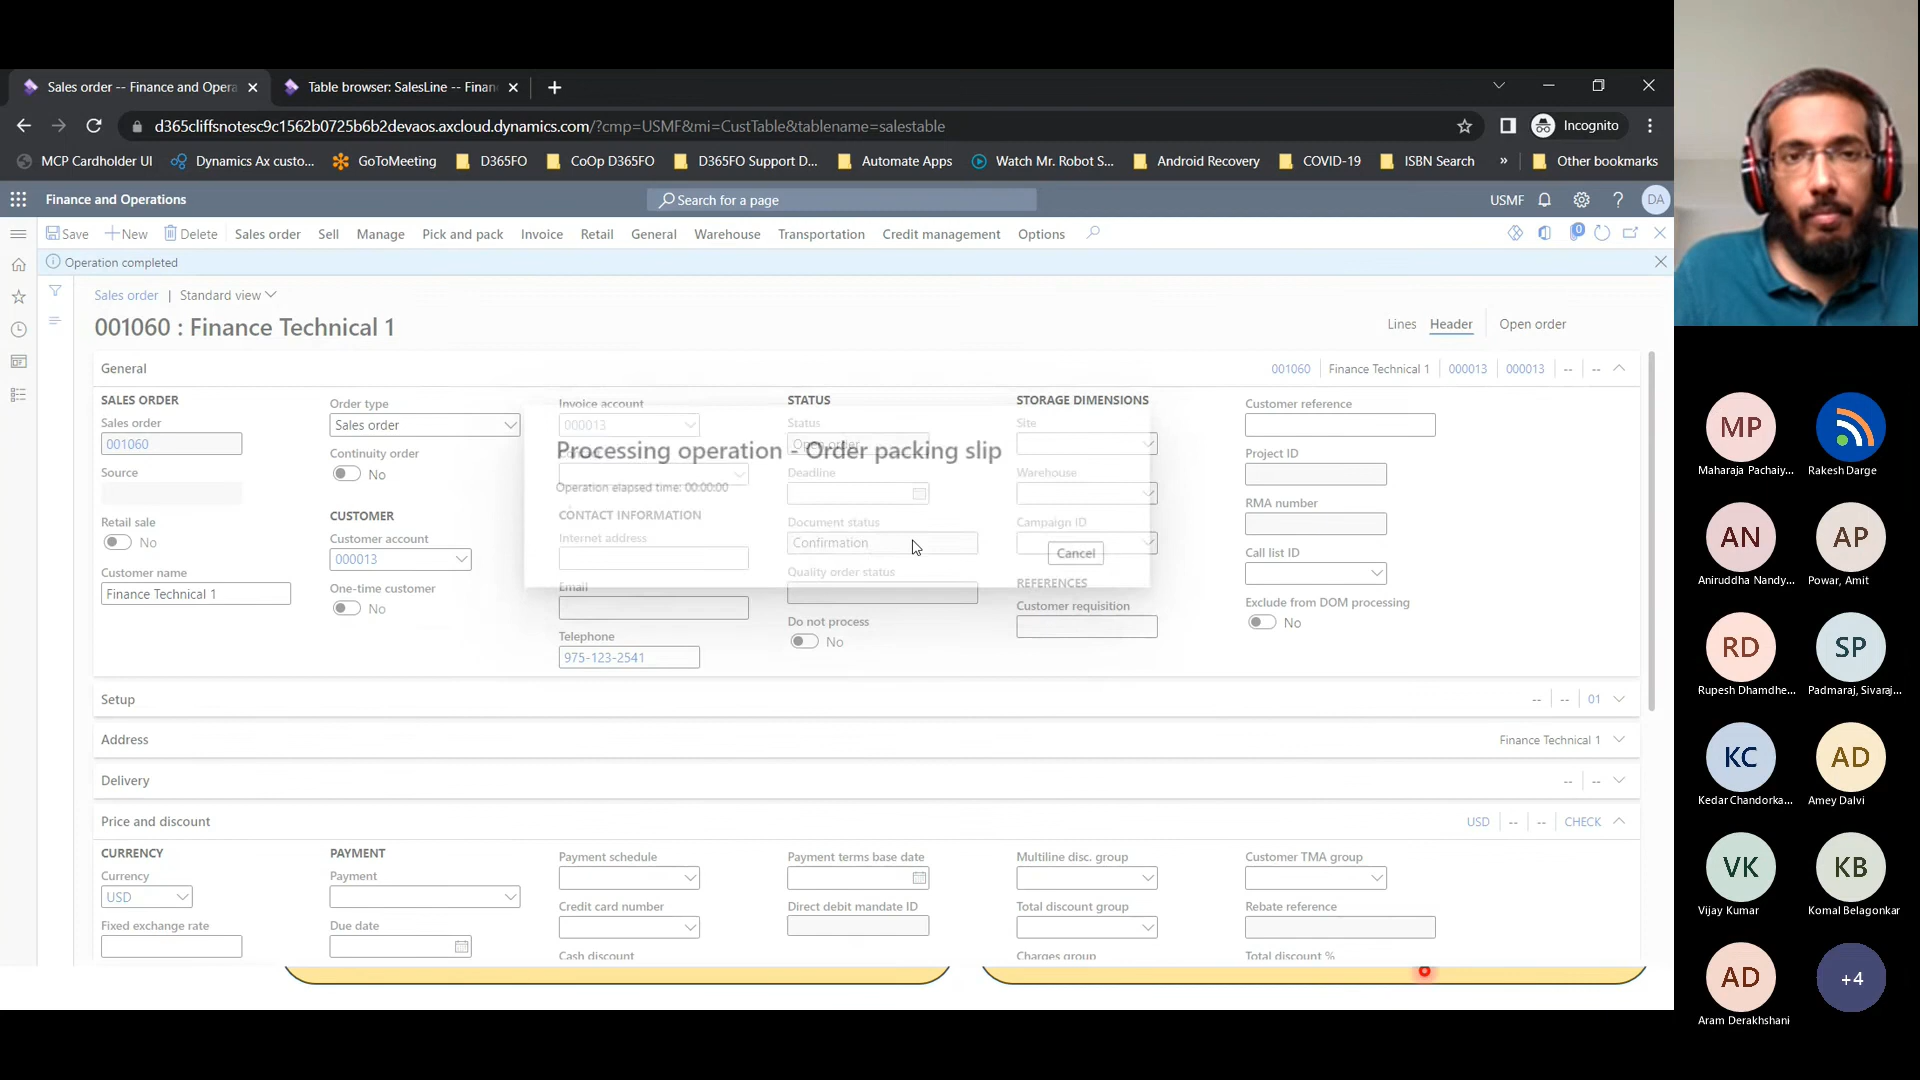 Sales order -- Finance and Opera
Table browser: SalesLine -- Finan
d365cliffsnotesc9c1562b0725b6b2devaos.axcloud.dynamics.com/?cmp=USMF&mi=CustTable&tablename=salestable
Incognito
MCP Cardholder UI
Dynamics Ax custo...
GoToMeeting
D365FO
CoOp D365FO
D365FO Support D...
Automate Apps
Watch Mr. Robot S...
Android Recovery
COVID-19
ISBN Search
»
Other bookmarks
Finance and Operations
Search for a page
USMF
?
DA
Save
New
Delete
Sales order
Sell
Manage
Pick and pack
Invoice
Retail
General
Warehouse
Transportation
Credit management
Options
0
Operation completed
Sales order | Standard view
001060 : Finance Technical 1
Lines
Header
Open order
General
001060
Finance Technical 1
000013
000013
--
--
SALES ORDER
Sales order
001060
Source
Retail sale
No
Customer name
Finance Technical 1
Order type
Sales order
Continuity order
No
CUSTOMER
Customer account
000013
One-time customer
No
Invoice account
000013
Processing operation - Order packing slip
Operation elapsed time: 00:00:00
Cancel
CONTACT INFORMATION
Internet address
Email
Telephone
975-123-2541
STATUS
Status
Open order
Deadline
Document status
Confirmation
Quality order status
Do not process
No
STORAGE DIMENSIONS
Site
Warehouse
Campaign ID
REFERENCES
Customer requisition
Customer reference
Project ID
RMA number
Call list ID
Exclude from DOM processing
No
Setup
--
--
01
Address
Finance Technical 1
Delivery
--
--
Price and discount
USD
--
--
CHECK
CURRENCY
Currency
USD
Fixed exchange rate
PAYMENT
Payment
Due date
Payment schedule
Credit card number
Cash discount
Payment terms base date
Direct debit mandate ID
Multiline disc. group
Total discount group
Charges group
Customer TMA group
Rebate reference
Total discount %
MP
Maharaja Pachaiy...
Rakesh Darge
AN
Aniruddha Nandy...
AP
Powar, Amit
RD
Rupesh Dhamdhe...
SP
Padmaraj, Sivaraj...
KC
Kedar Chandorka...
AD
Amey Dalvi
VK
Vijay Kumar
KB
Komal Belagonkar
AD
Aram Derakhshani
+4